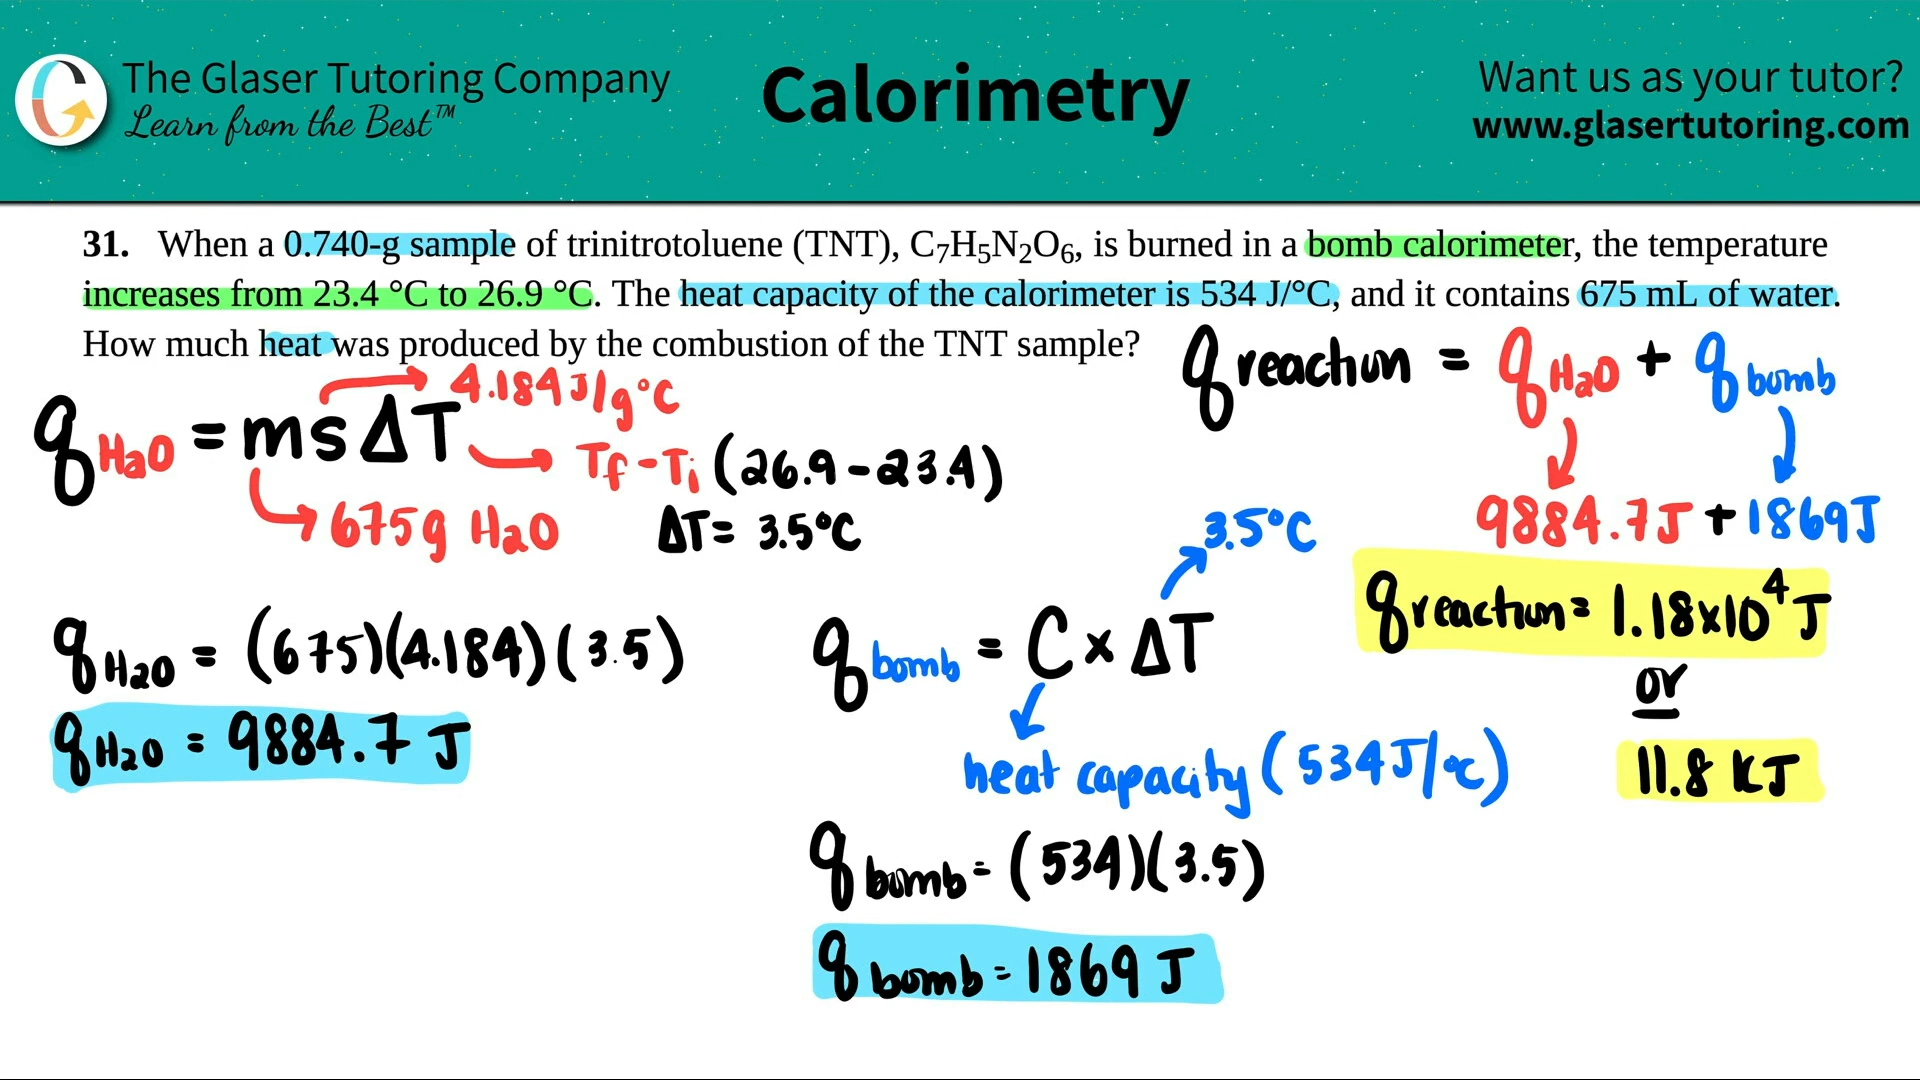 The Glaser Tutoring Company
Learn from the Best™
Calorimetry
Want us as your tutor?
www.glasertutoring.com
31. When a 0.740-g sample of trinitrotoluene (TNT), C₇H₅N₂O₆, is burned in a bomb calorimeter, the temperature
increases from 23.4 °C to 26.9 °C. The heat capacity of the calorimeter is 534 J/°C, and it contains 675 mL of water.
How much heat was produced by the combustion of the TNT sample?
q H₂O = msΔT
4.184 J/g°C
Tf - Ti (26.9 - 23.4)
675g H₂O
ΔT = 3.5°C
q H₂O = (675)(4.184)(3.5)
q H₂O = 9884.7 J
3.5°C
q bomb = C × ΔT
heat capacity (534 J/°C)
q bomb = (534)(3.5)
q bomb = 1869 J
q reaction = q H₂O + q bomb
9884.7 J + 1869 J
q reaction = 1.18×10⁴ J
or
11.8 kJ